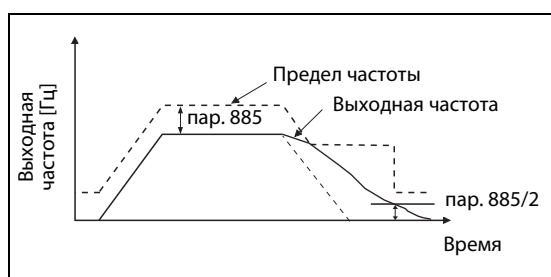 Выходная
частота [Гц]
Предел частоты
Выходная частота
пар. 885
пар. 885/2
Время